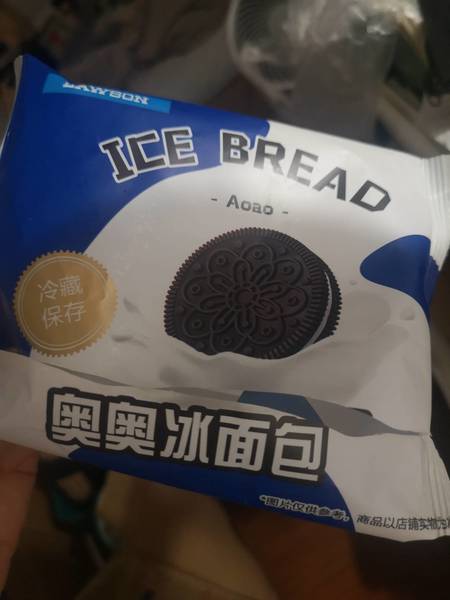 LAWSON
ICE BREAD
- Aoao -
冷藏
保存
奥奥冰面包
*图片仅供参考，商品以店铺实物为